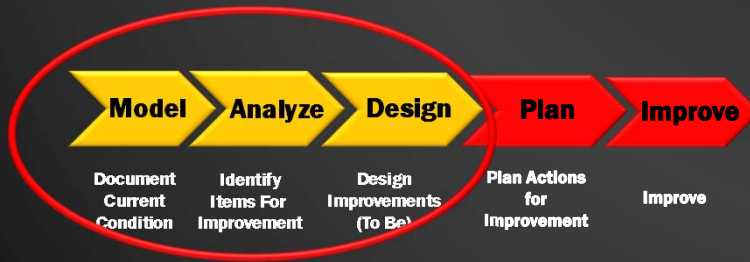 Model
Analyze
Design
Plan
Improve
Document
Current
Condition
Identify
Items For
Improvement
Design
Improvements
(To Be)
Plan Actions
for
Improvement
Improve